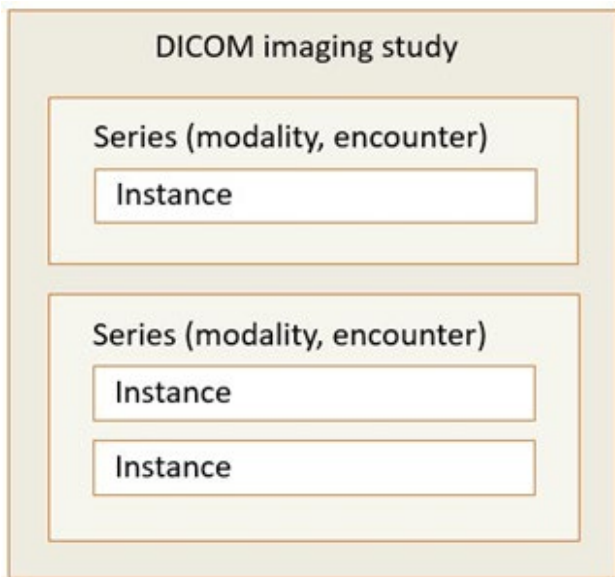 DICOM imaging study
Series (modality, encounter)
Instance
Series (modality, encounter)
Instance
Instance